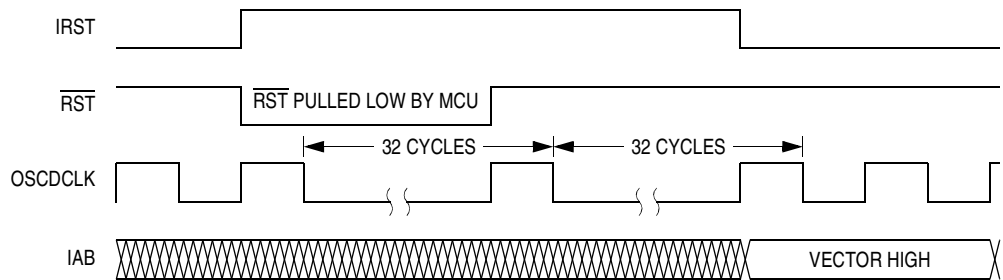 IRST
RST
RST PULLED LOW BY MCU
32 CYCLES
32 CYCLES
OSCDCLK
IAB
VECTOR HIGH